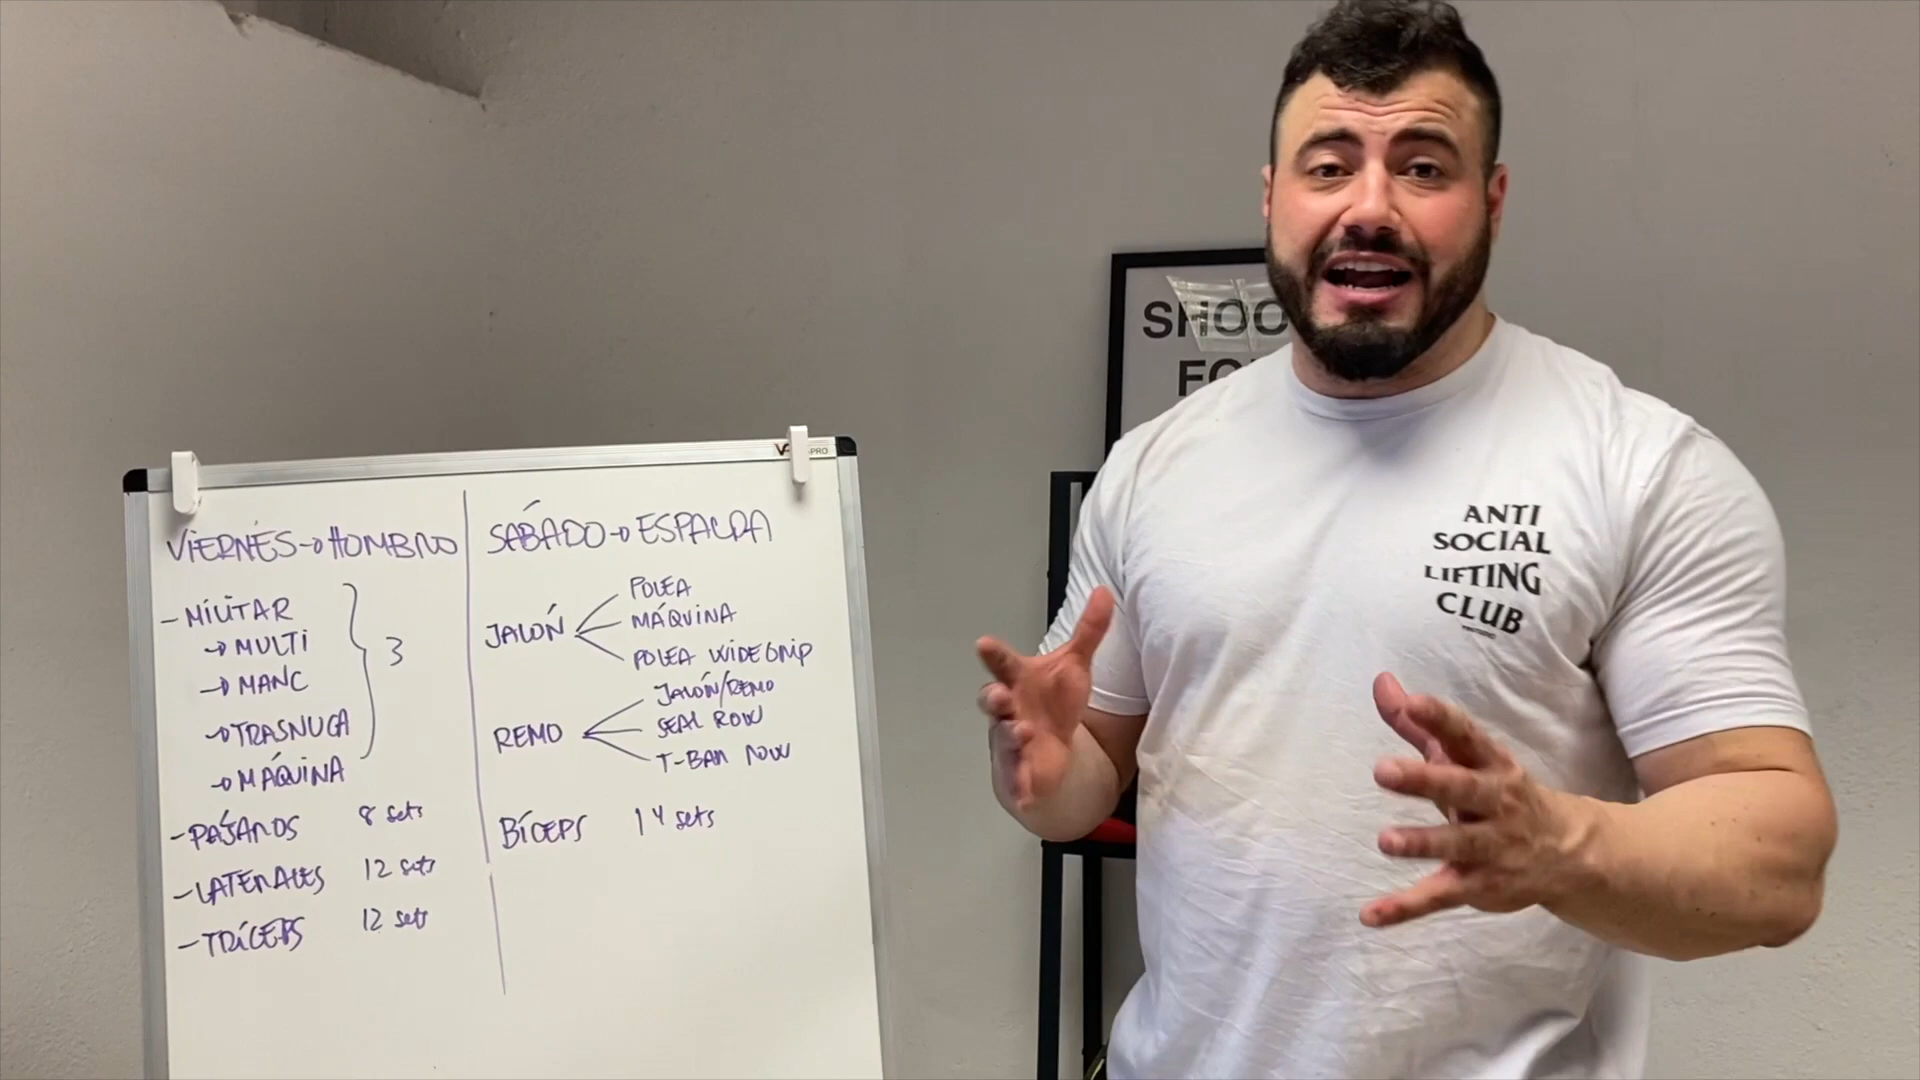 VIERNES → HOMBRO
- MILITAR
→ MULTI
→ MANC
→ TRASNUCA
→ MÁQUINA
3
- PÁJAROS 8 sets
- LATERALES 12 sets
- TRÍCEPS 12 sets
SÁBADO → ESPALDA
JALÓN
POLEA
MÁQUINA
POLEA WIDE GRIP
REMO
JALÓN/REMO
SEAL ROW
T-BAR ROW
BÍCEPS 14 sets
PRO
ANTI
SOCIAL
LIFTING
CLUB